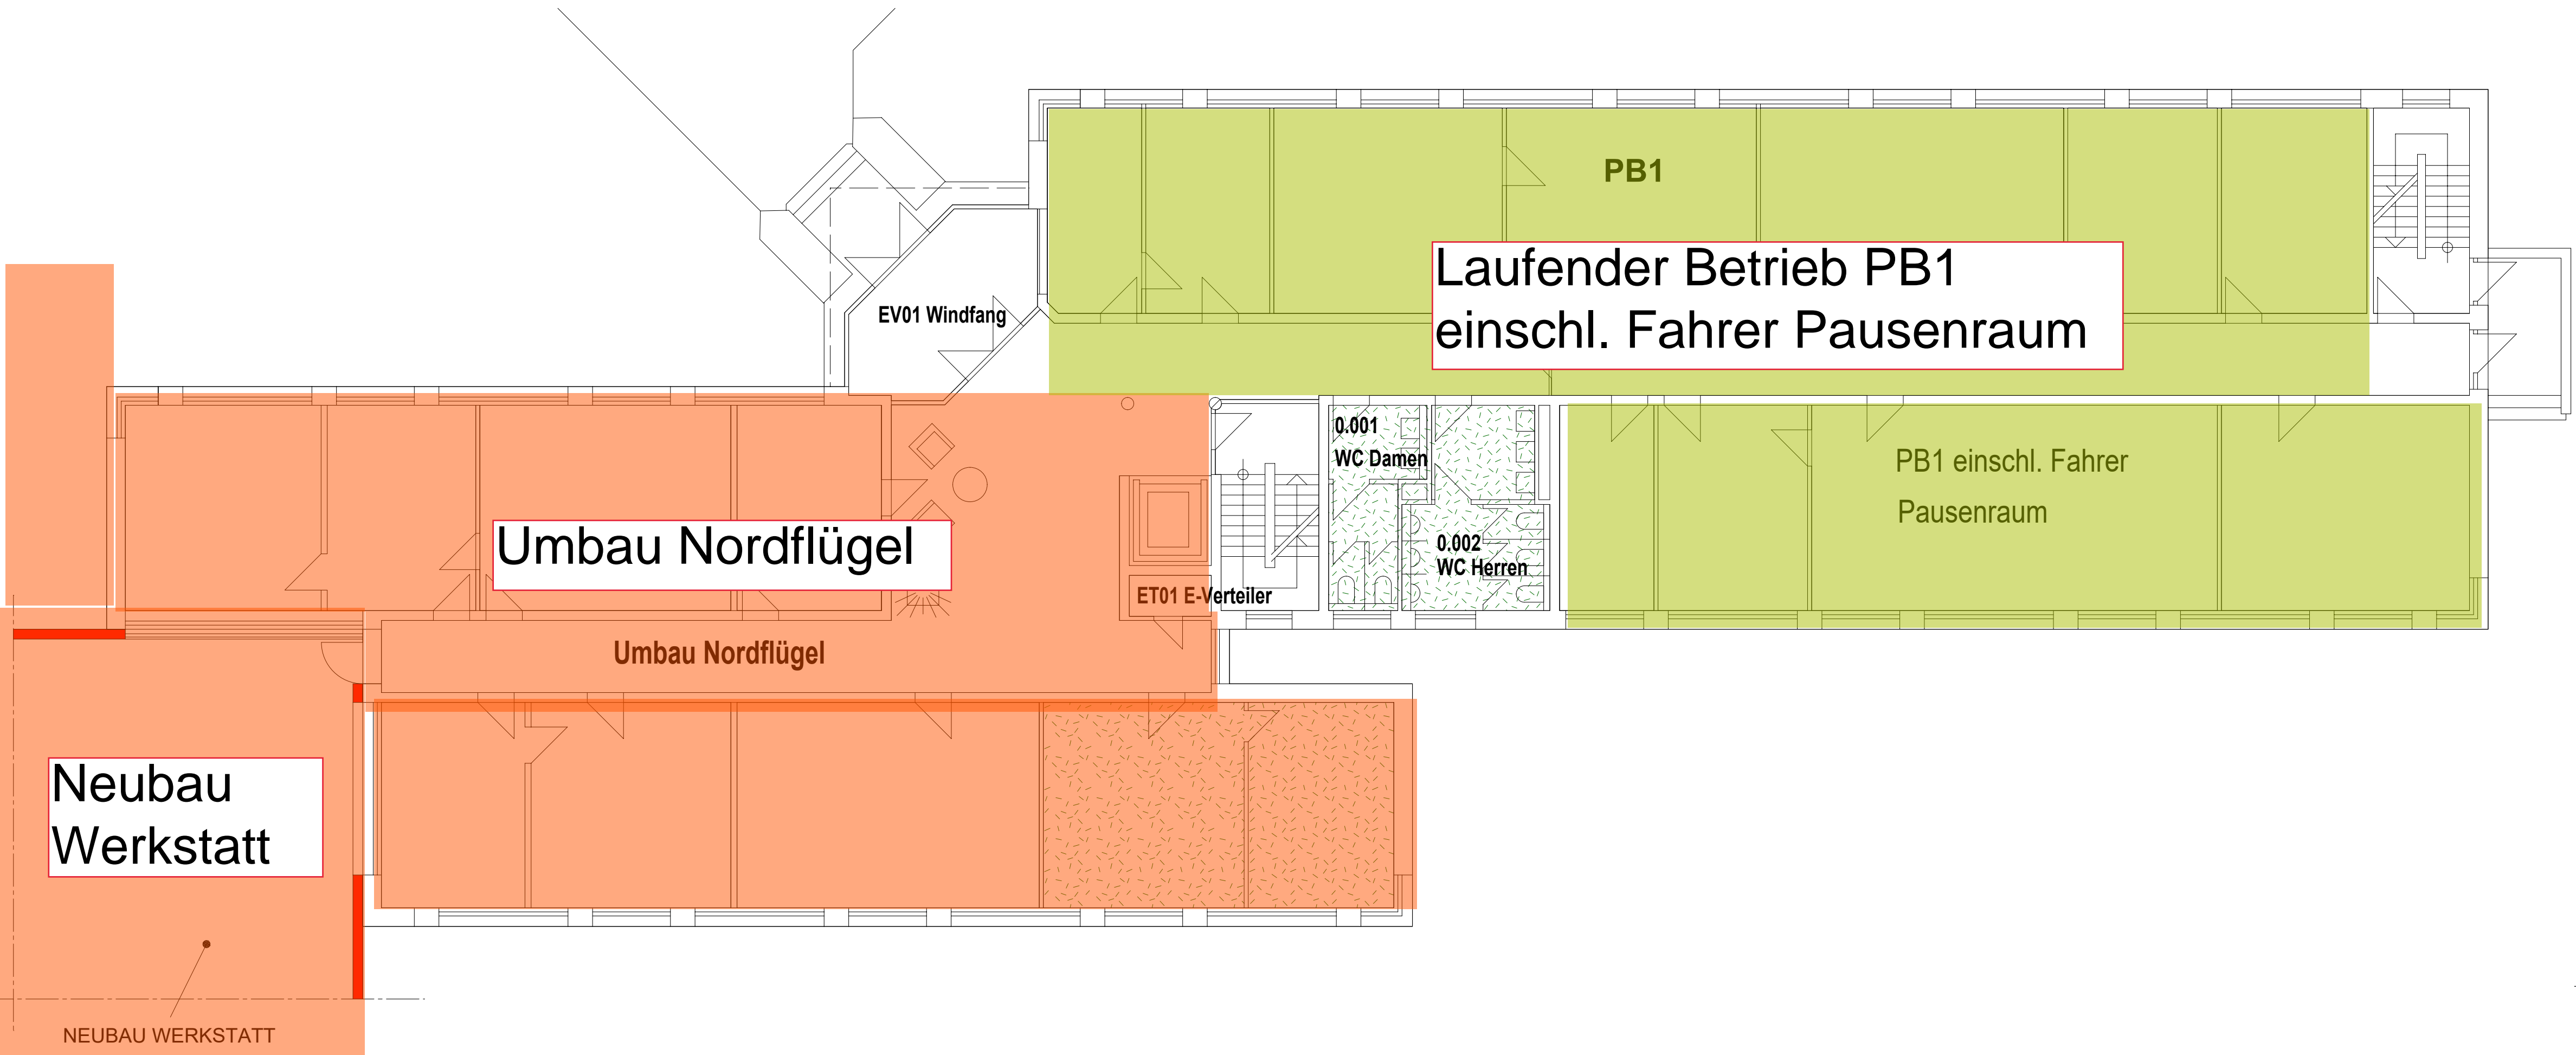 PB1
Laufender Betrieb PB1
einschl. Fahrer Pausenraum
EV01 Windfang
0.001
WC Damen
PB1 einschl. Fahrer
Pausenraum
Umbau Nordflügel
0.002
WC Herren
ET01 E-Verteiler
Umbau Nordflügel
Neubau
Werkstatt
NEUBAU WERKSTATT